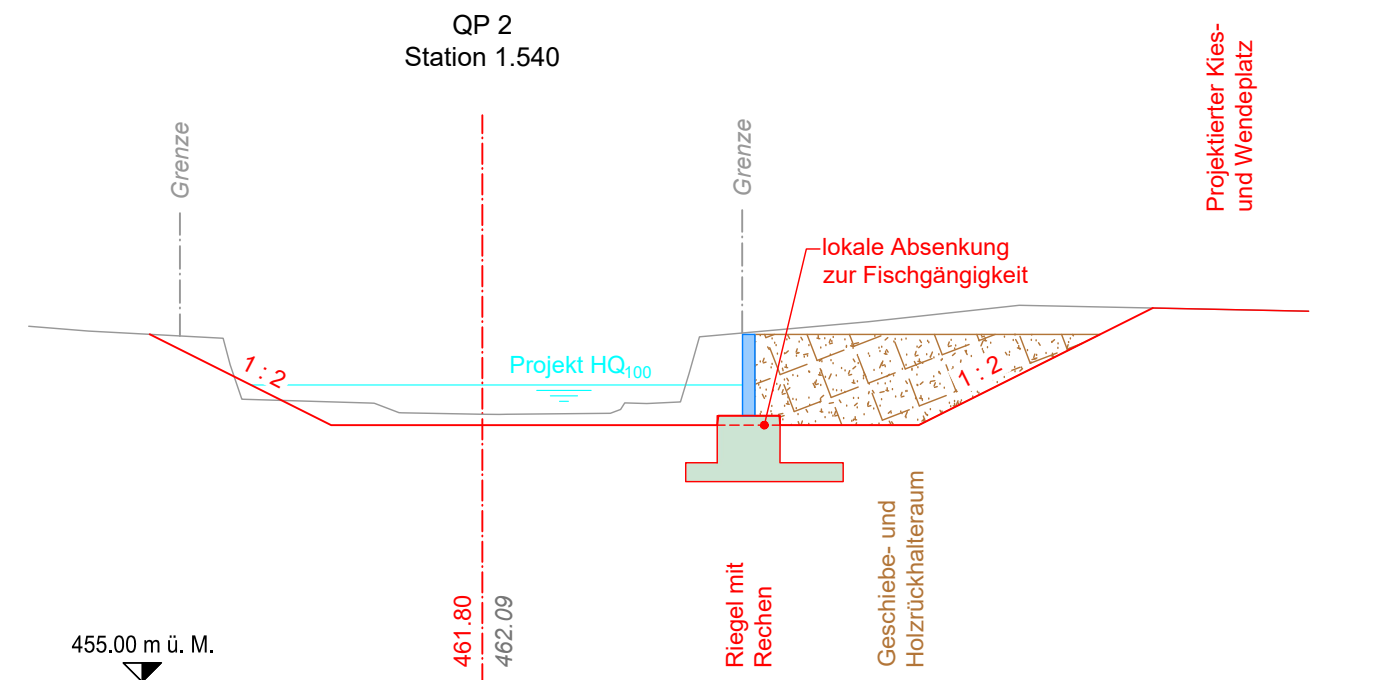 QP 2
Station 1.540
Projektierter Kies-
und Wendeplatz
Grenze
Grenze
lokale Absenkung
zur Fischgängigkeit
1 : 2
Projekt HQ100
1 : 2
Geschiebe- und
Holzrückhalteraum
Riegel mit
Rechen
461.80
462.09
455.00 m ü. M.